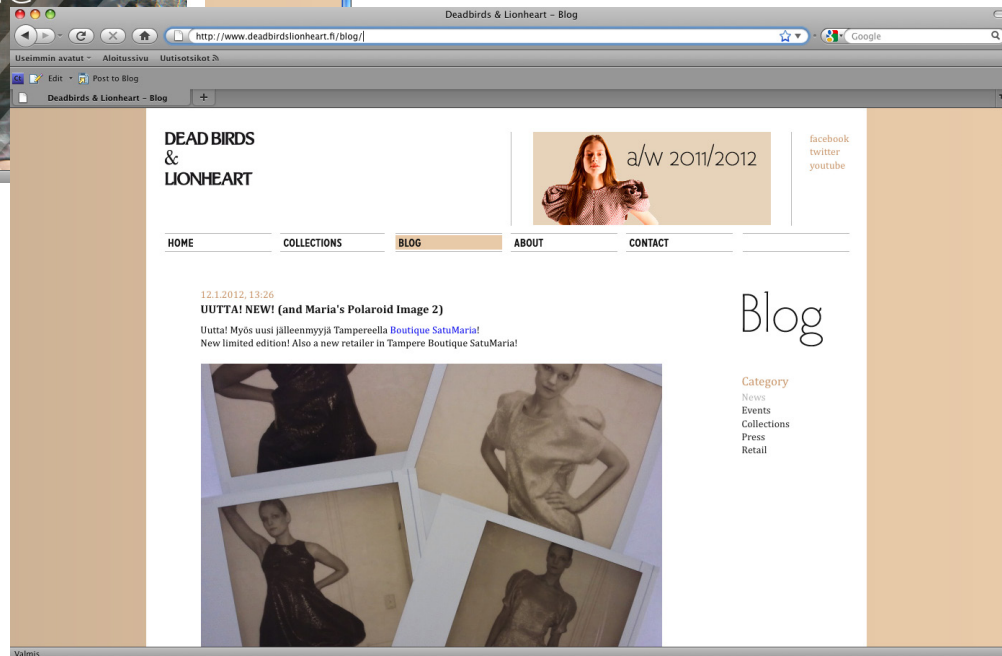 Deadbirds & Lionheart – Blog
http://www.deadbirdslionheart.fi/blog/
Google
Useimmin avatut
Aloitussivu
Uutisotsikot
Edit
Post to Blog
Deadbirds & Lionheart – Blog
+
DEAD BIRDS
&
LIONHEART
a/w 2011/2012
facebook
twitter
youtube
HOME
COLLECTIONS
BLOG
ABOUT
CONTACT
12.1.2012, 13:26
UUTTA! NEW! (and Maria's Polaroid Image 2)
Uutta! Myös uusi jälleenmyyjä Tampereella Boutique SatuMaria!
New limited edition! Also a new retailer in Tampere Boutique SatuMaria!
Blog
Category
News
Events
Collections
Press
Retail
Valmis